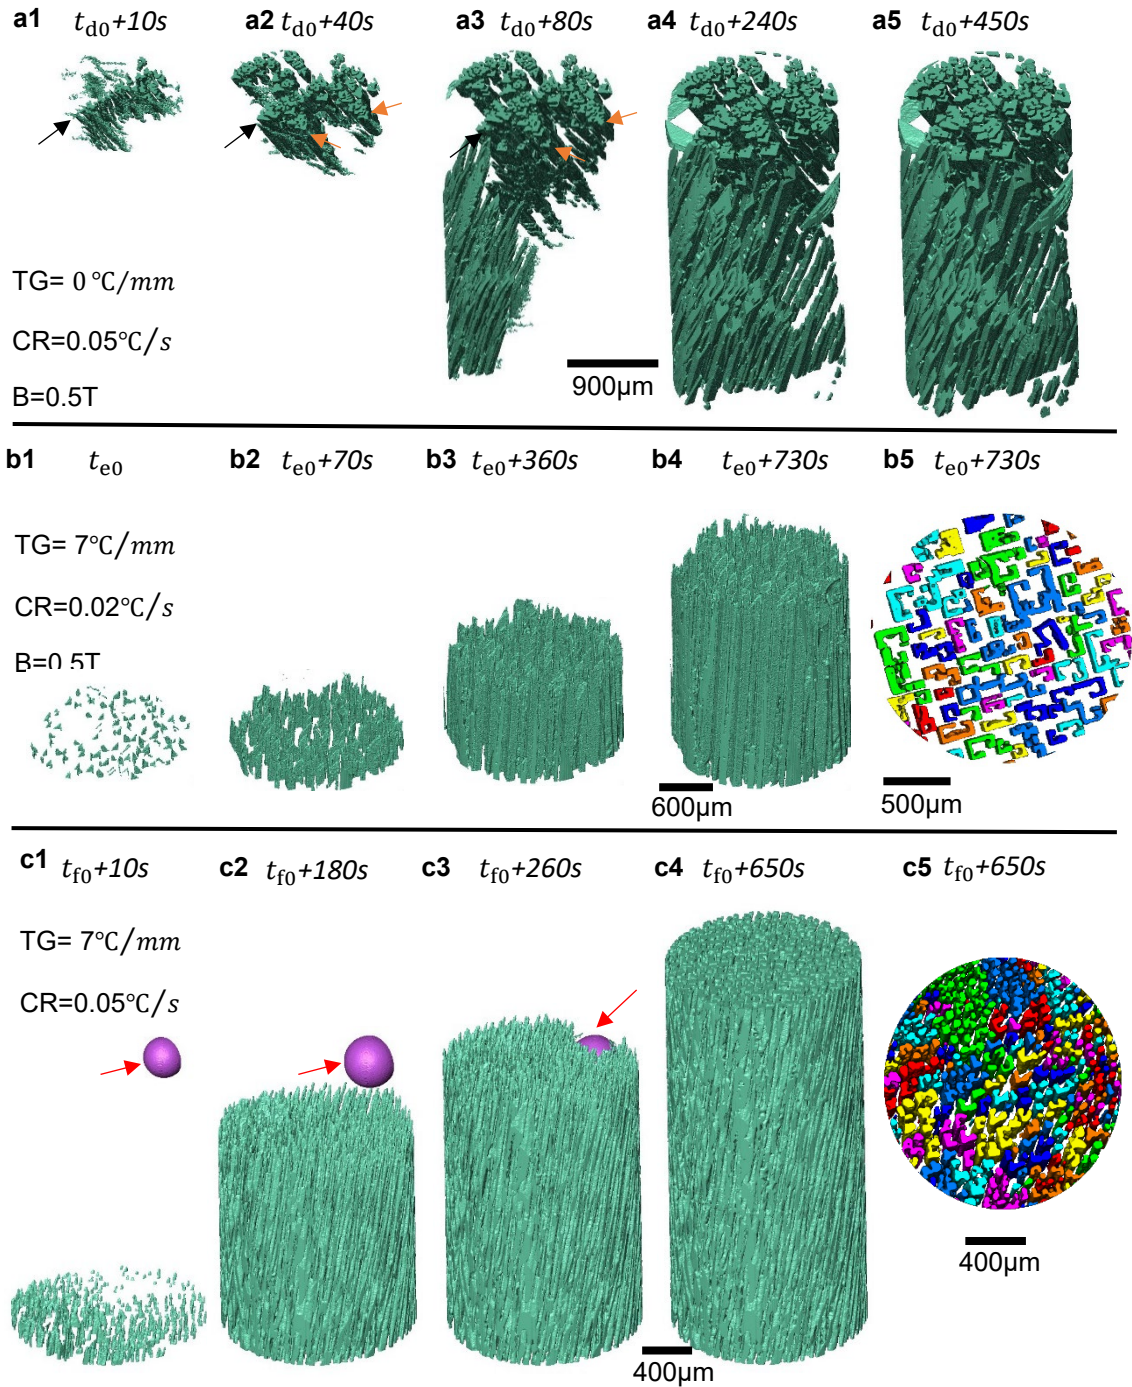 a1 t_d0+10s a2 t_d0+40s a3 t_d0+80s a4 t_d0+240s a5 t_d0+450s
TG= 0 °C/mm
CR=0.05°C/s
B=0.5T
900µm
b1 t_e0 b2 t_e0+70s b3 t_e0+360s b4 t_e0+730s b5 t_e0+730s
TG= 7°C/mm
CR=0.02°C/s
B=0.5T
600µm
500µm
c1 t_f0+10s c2 t_f0+180s c3 t_f0+260s c4 t_f0+650s c5 t_f0+650s
TG= 7°C/mm
CR=0.05°C/s
400µm
400µm